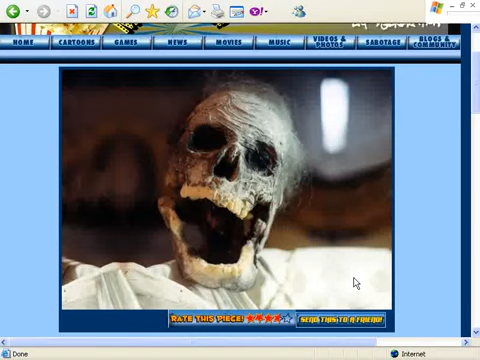 HOME CARTOONS GAMES NEWS MOVIES MUSIC VIDEOS & PHOTOS SABOTAGE BLOGS & COMMUNITY
RATE THIS PIECE! SEND THIS TO A FRIEND!
Done Internet